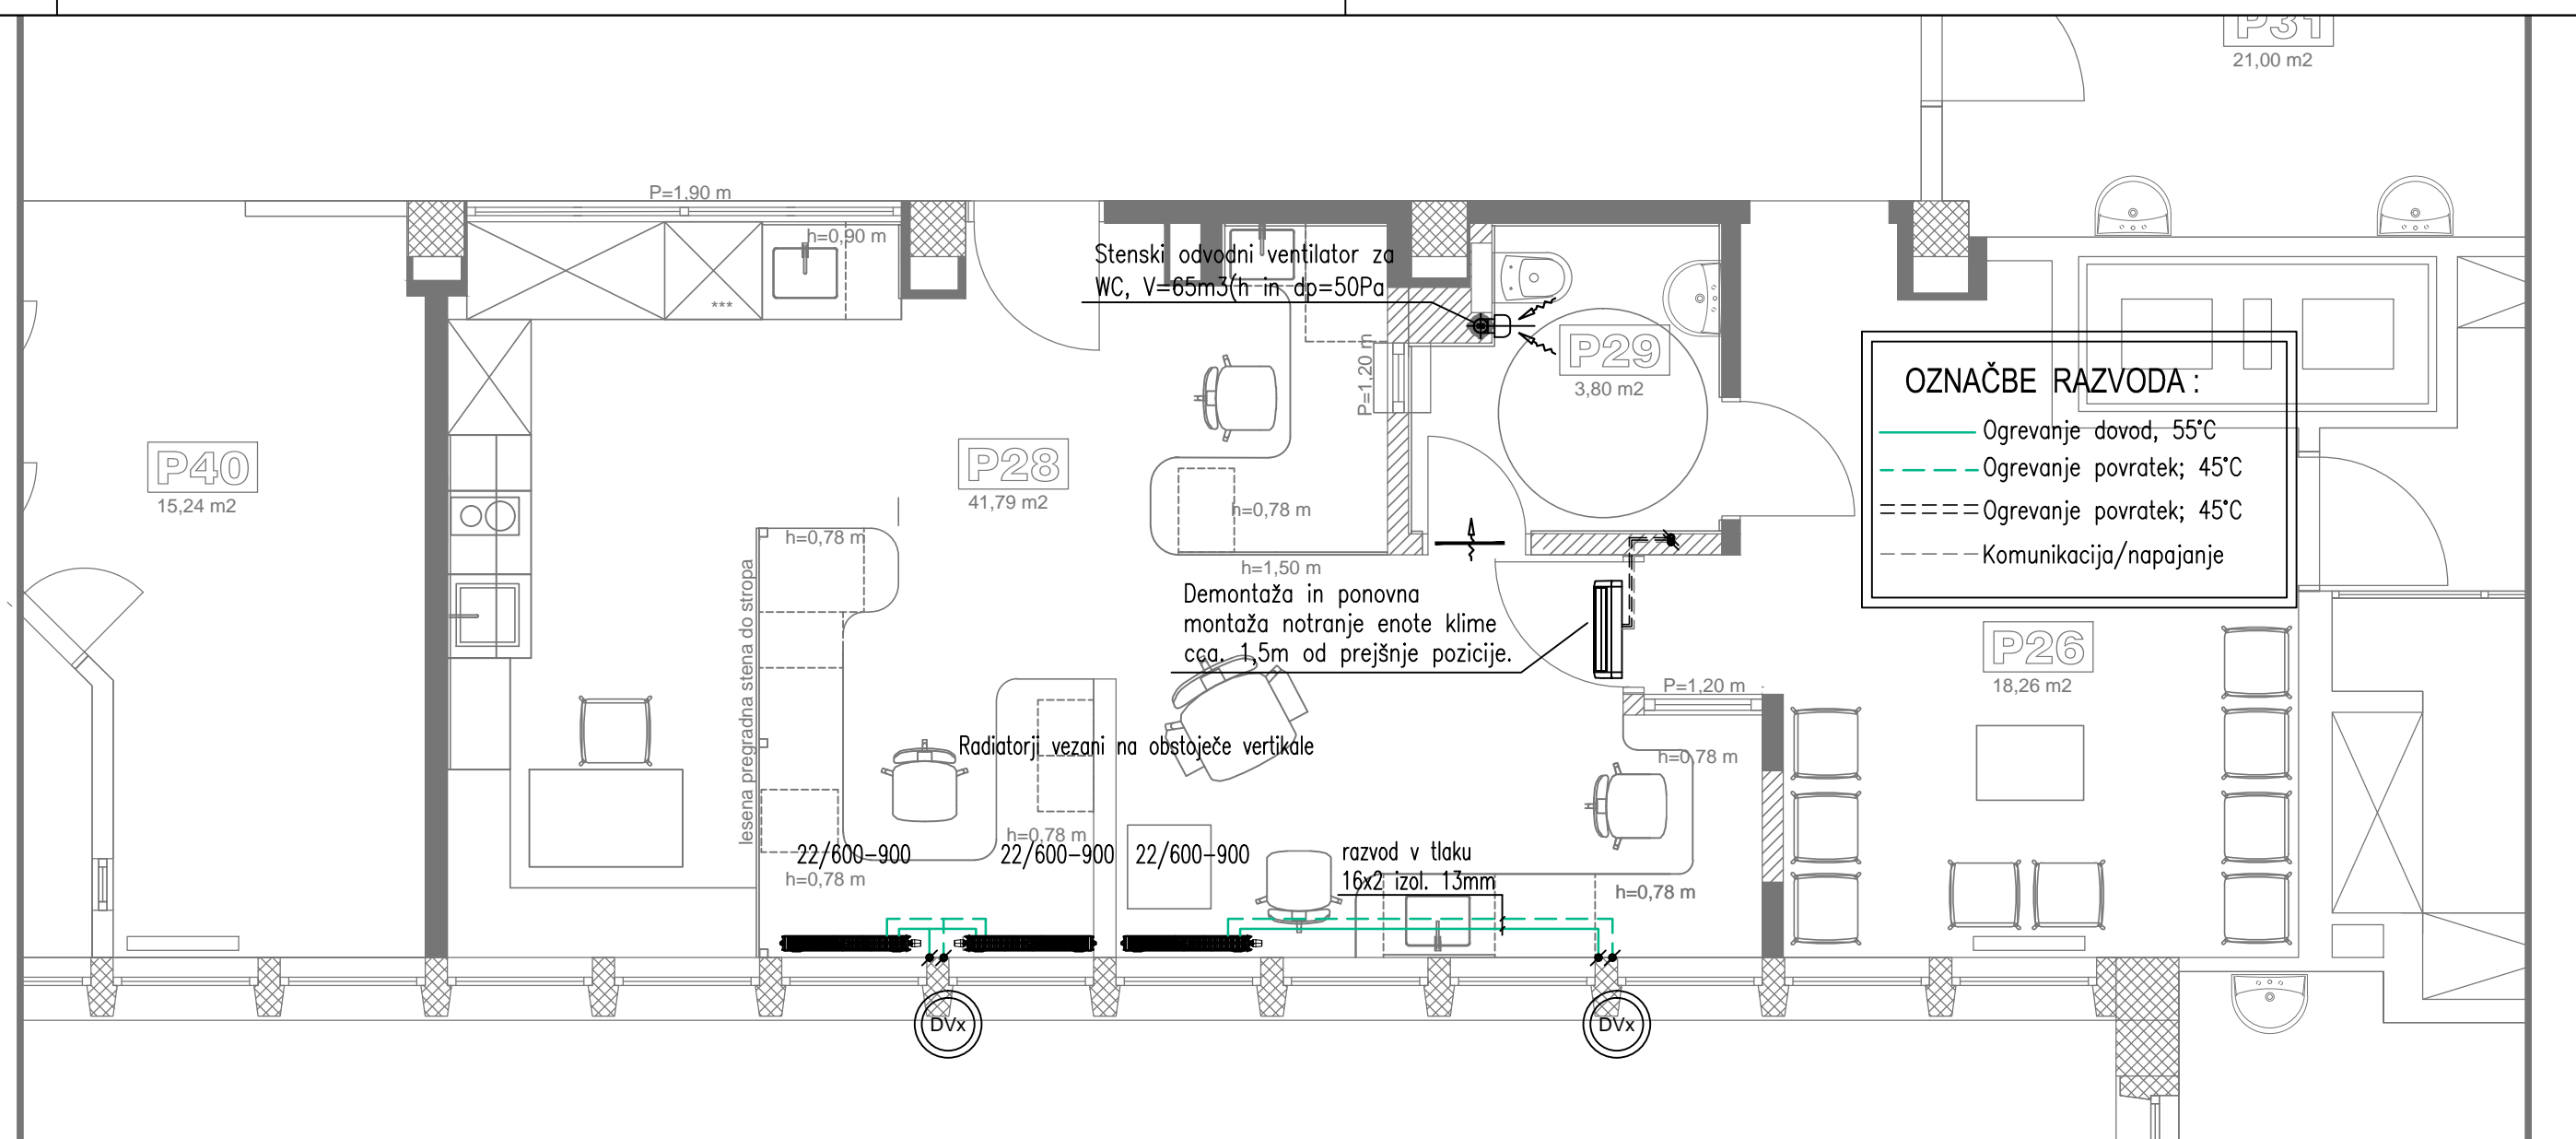 P31
21,00 m2
P=1,90 m
h=0,90 m
***
Stenski odvodni ventilator za
WC, V=65m3(h in dp=50Pa
P=1,20 m
P29
3,80 m2
OZNAČBE RAZVODA :
Ogrevanje dovod, 55°C
Ogrevanje povratek; 45°C
Ogrevanje povratek; 45°C
Komunikacija/napajanje
P40
15,24 m2
P28
41,79 m2
h=0,78 m
h=0,78 m
h=1,50 m
lesena pregradna stena do stropa
Demontaža in ponovna
montaža notranje enote klime
cca. 1,5m od prejšnje pozicije.
P26
18,26 m2
P=1,20 m
Radiatorji vezani na obstoječe vertikale
h=0,78 m
h=0,78 m
22/600-900
22/600-900
22/600-900
razvod v tlaku
16x2 izol. 13mm
h=0,78 m
h=0,78 m
DVx
DVx